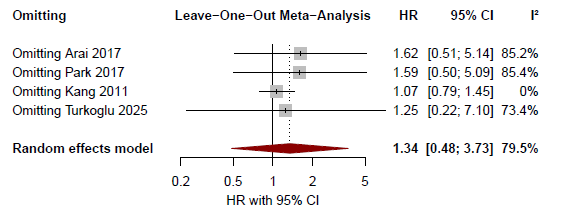 Omitting Leave−One−Out Meta−Analysis HR 95% CI I²
Omitting Arai 2017 1.62 [0.51; 5.14] 85.2%
Omitting Park 2017 1.59 [0.50; 5.09] 85.4%
Omitting Kang 2011 1.07 [0.79; 1.45] 0%
Omitting Turkoglu 2025 1.25 [0.22; 7.10] 73.4%
Random effects model 1.34 [0.48; 3.73] 79.5%
0.2 0.5 1 2 5
HR with 95% CI